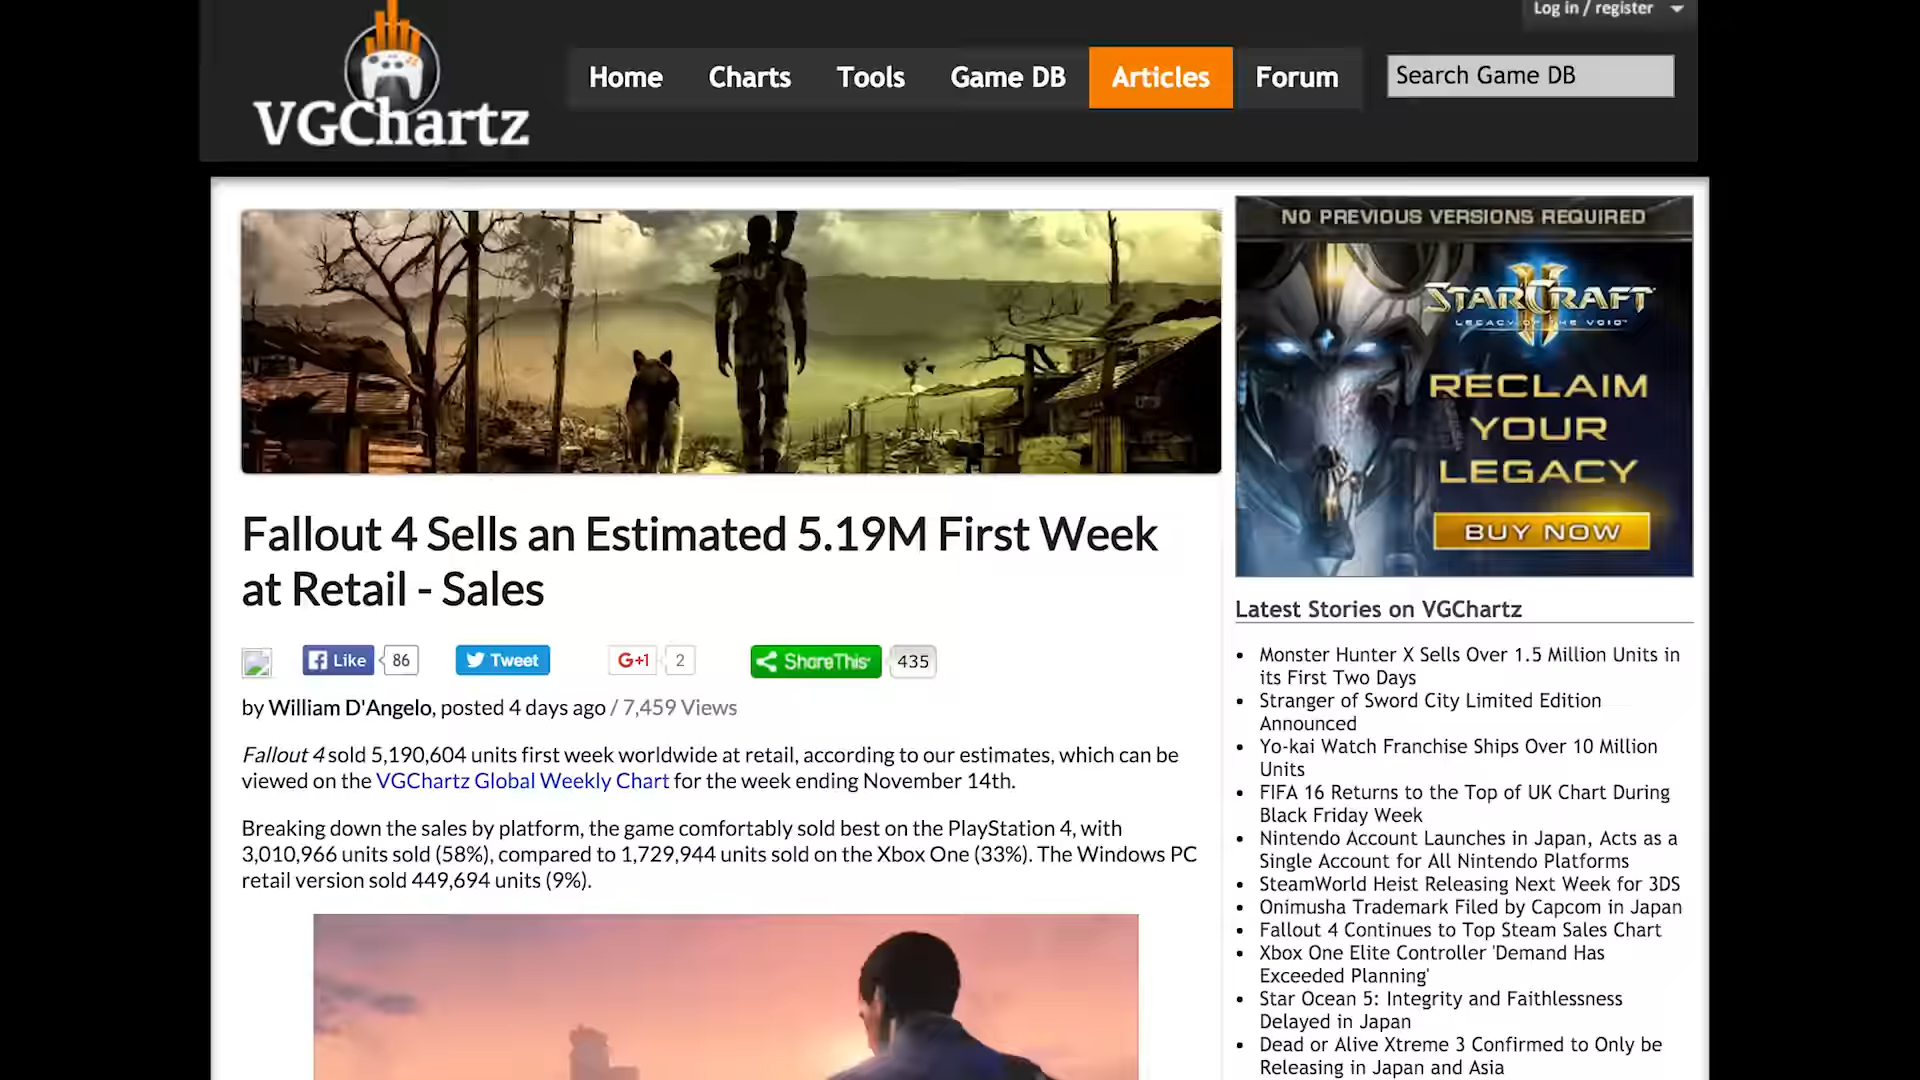 Log in / register
VGChartz
Home
Charts
Tools
Game DB
Articles
Forum
Search Game DB
NO PREVIOUS VERSIONS REQUIRED
STARCRAFT II
LEGACY OF THE VOID
RECLAIM
YOUR
LEGACY
BUY NOW
Fallout 4 Sells an Estimated 5.19M First Week
at Retail - Sales
Like 86
Tweet
G+1 2
ShareThis 435
by William D'Angelo, posted 4 days ago / 7,459 Views
Fallout 4 sold 5,190,604 units first week worldwide at retail, according to our estimates, which can be
viewed on the VGChartz Global Weekly Chart for the week ending November 14th.
Breaking down the sales by platform, the game comfortably sold best on the PlayStation 4, with
3,010,966 units sold (58%), compared to 1,729,944 units sold on the Xbox One (33%). The Windows PC
retail version sold 449,694 units (9%).
Latest Stories on VGChartz
Monster Hunter X Sells Over 1.5 Million Units in
its First Two Days
Stranger of Sword City Limited Edition
Announced
Yo-kai Watch Franchise Ships Over 10 Million
Units
FIFA 16 Returns to the Top of UK Chart During
Black Friday Week
Nintendo Account Launches in Japan, Acts as a
Single Account for All Nintendo Platforms
SteamWorld Heist Releasing Next Week for 3DS
Onimusha Trademark Filed by Capcom in Japan
Fallout 4 Continues to Top Steam Sales Chart
Xbox One Elite Controller 'Demand Has
Exceeded Planning'
Star Ocean 5: Integrity and Faithlessness
Delayed in Japan
Dead or Alive Xtreme 3 Confirmed to Only be
Releasing in Japan and Asia